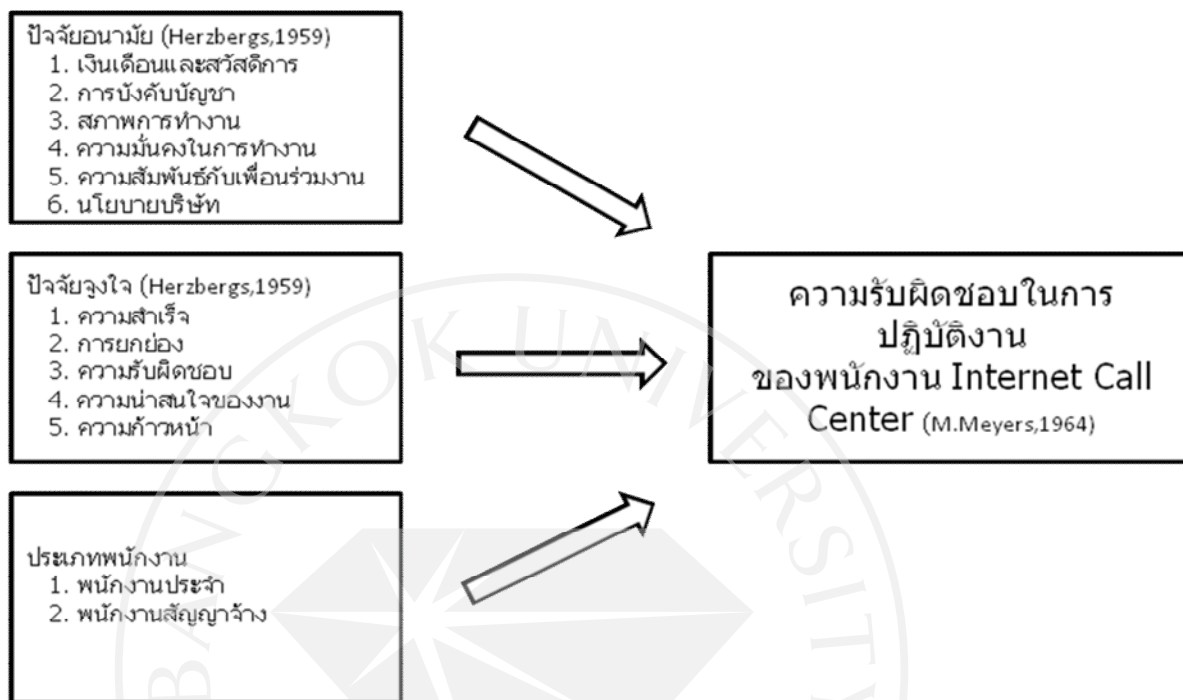 ปัจจัยอนามัย (Herzbergs,1959)
1. เงินเดือนและสวัสดิการ
2. การบังคับบัญชา
3. สภาพการทำงาน
4. ความมั่นคงในการทำงาน
5. ความสัมพันธ์กับเพื่อนร่วมงาน
6. นโยบายบริษัท
ปัจจัยจูงใจ (Herzbergs,1959)
1. ความสำเร็จ
2. การยกย่อง
3. ความรับผิดชอบ
4. ความน่าสนใจของงาน
5. ความก้าวหน้า
ประเภทพนักงาน
1. พนักงานประจำ
2. พนักงานสัญญาจ้าง
ความรับผิดชอบในการ
ปฏิบัติงาน
ของพนักงาน Internet Call
Center (M.Meyers,1964)
BANGKOK UNIVERSITY